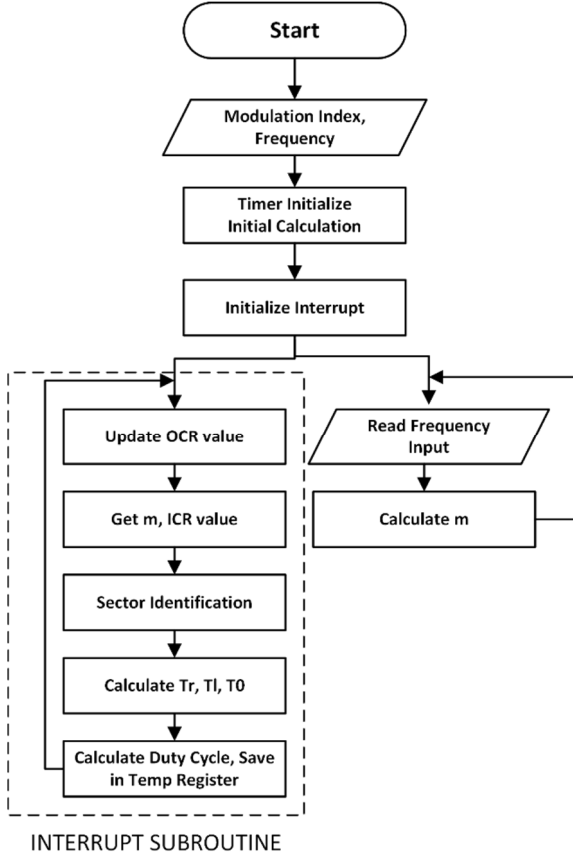 Start
Modulation Index,
Frequency
Timer Initialize
Initial Calculation
Initialize Interrupt
Update OCR value
Get m, ICR value
Sector Identification
Calculate Tr, Tl, T0
Calculate Duty Cycle, Save
in Temp Register
Read Frequency
Input
Calculate m
INTERRUPT SUBROUTINE